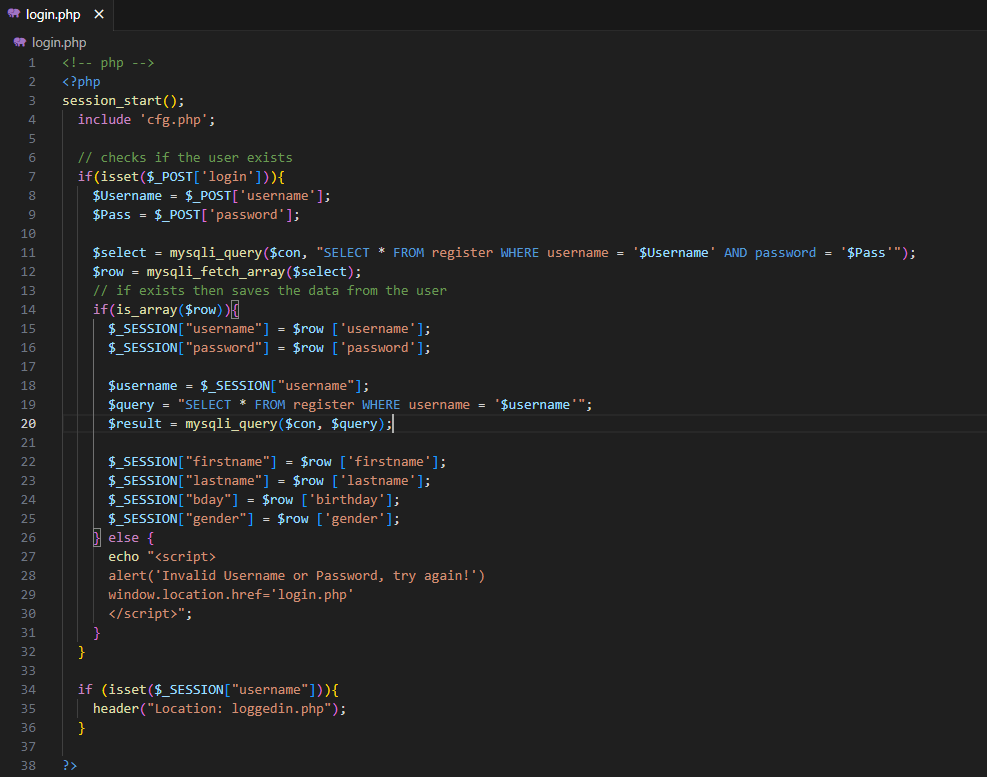 login.php ×
login.php
1 <!-- php -->
2 <?php
3 session_start();
4   include 'cfg.php';
5
6   // checks if the user exists
7   if(isset($_POST['login'])){
8     $Username = $_POST['username'];
9     $Pass = $_POST['password'];
10
11     $select = mysqli_query($con, "SELECT * FROM register WHERE username = '$Username' AND password = '$Pass'");
12     $row = mysqli_fetch_array($select);
13     // if exists then saves the data from the user
14     if(is_array($row)){
15       $_SESSION["username"] = $row ['username'];
16       $_SESSION["password"] = $row ['password'];
17
18       $username = $_SESSION["username"];
19       $query = "SELECT * FROM register WHERE username = '$username'";
20       $result = mysqli_query($con, $query);
21
22       $_SESSION["firstname"] = $row ['firstname'];
23       $_SESSION["lastname"] = $row ['lastname'];
24       $_SESSION["bday"] = $row ['birthday'];
25       $_SESSION["gender"] = $row ['gender'];
26     } else {
27       echo "<script>
28       alert('Invalid Username or Password, try again!')
29       window.location.href='login.php'
30       </script>";
31     }
32   }
33
34   if (isset($_SESSION["username"])){
35     header("Location: loggedin.php");
36   }
37
38 ?>